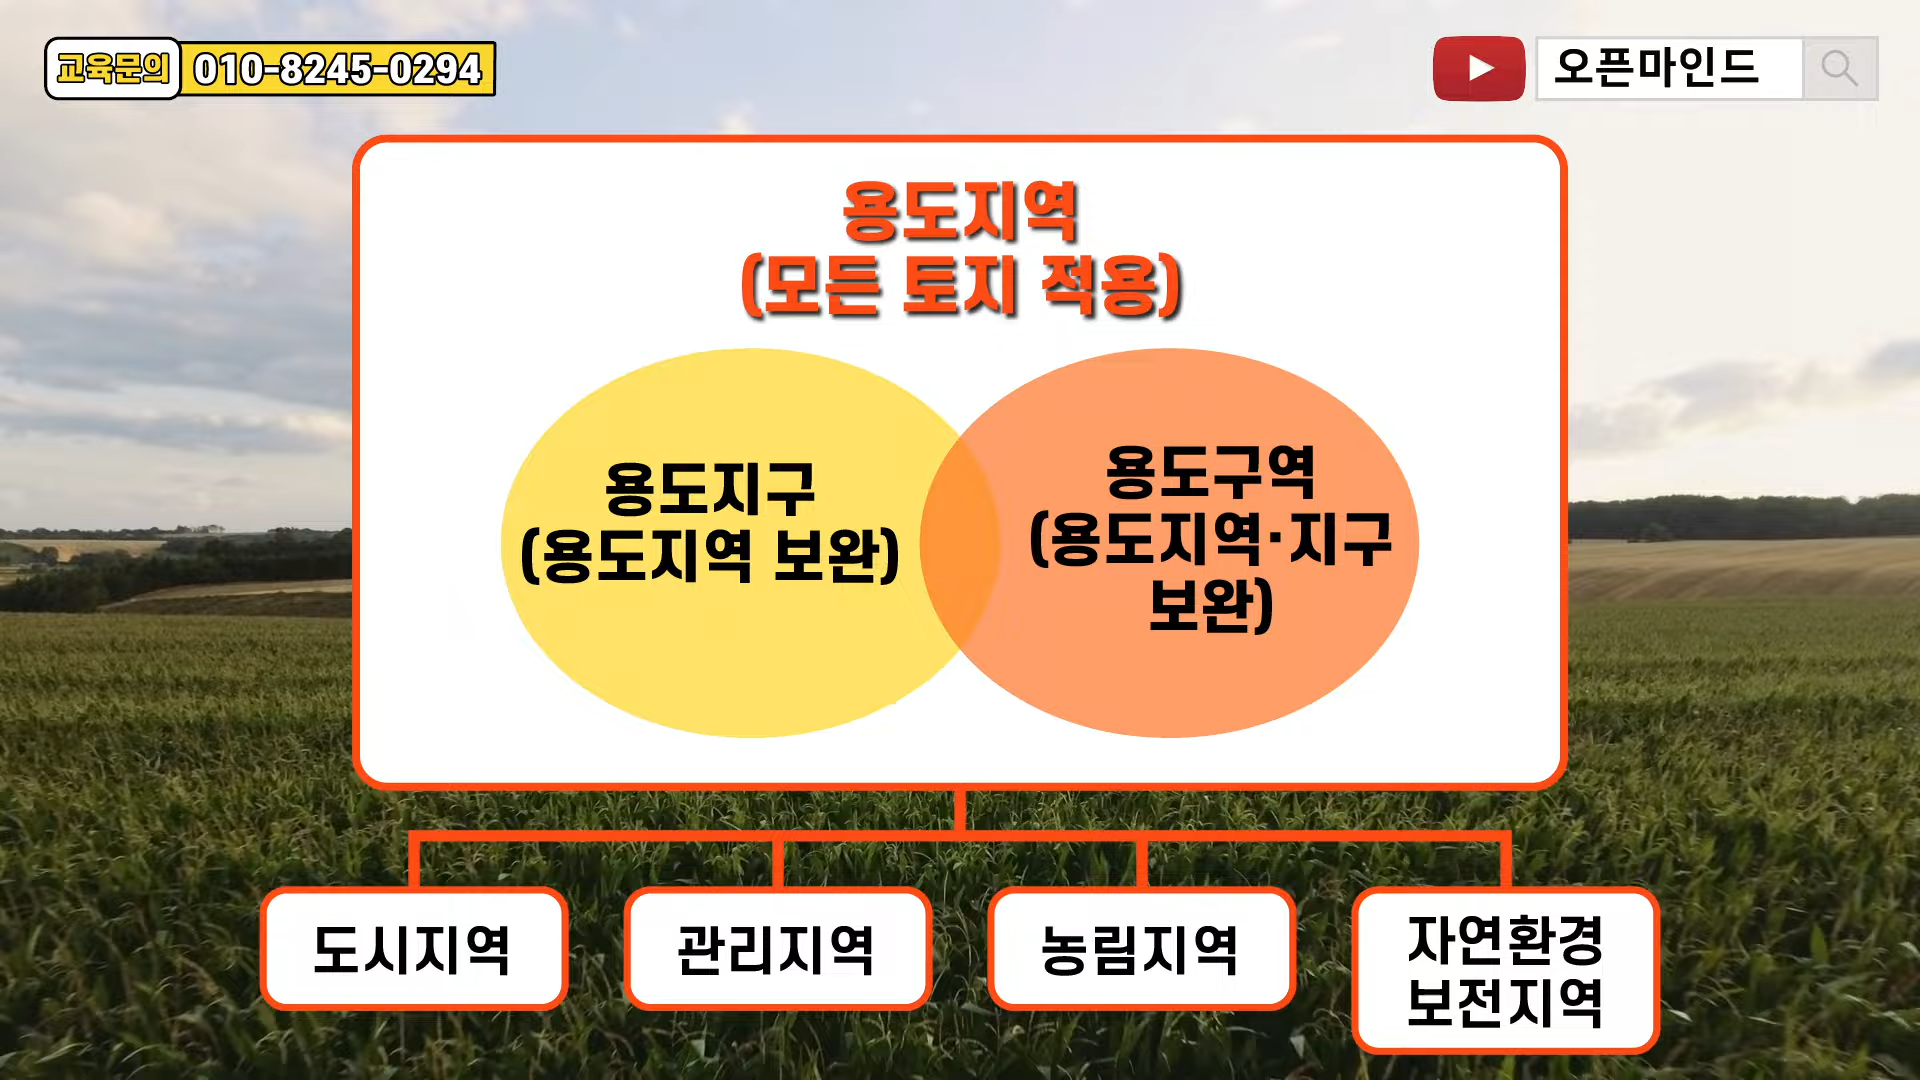 교육문의 010-8245-0294
오픈마인드
용도지역
(모든 토지 적용)
용도지구
(용도지역 보완)
용도구역
(용도지역·지구
보완)
도시지역
관리지역
농림지역
자연환경
보전지역